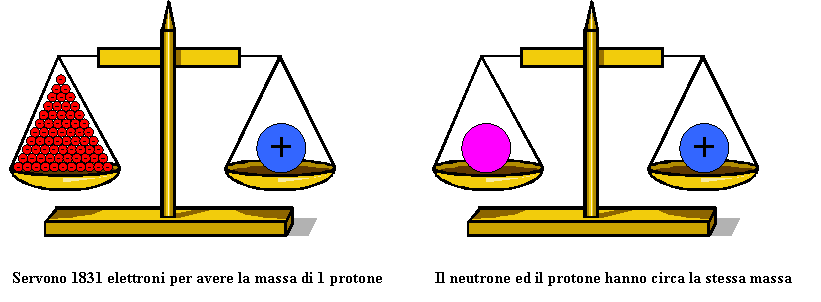 +
+
Servono 1831 elettroni per avere la massa di 1 protone
Il neutrone ed il protone hanno circa la stessa massa